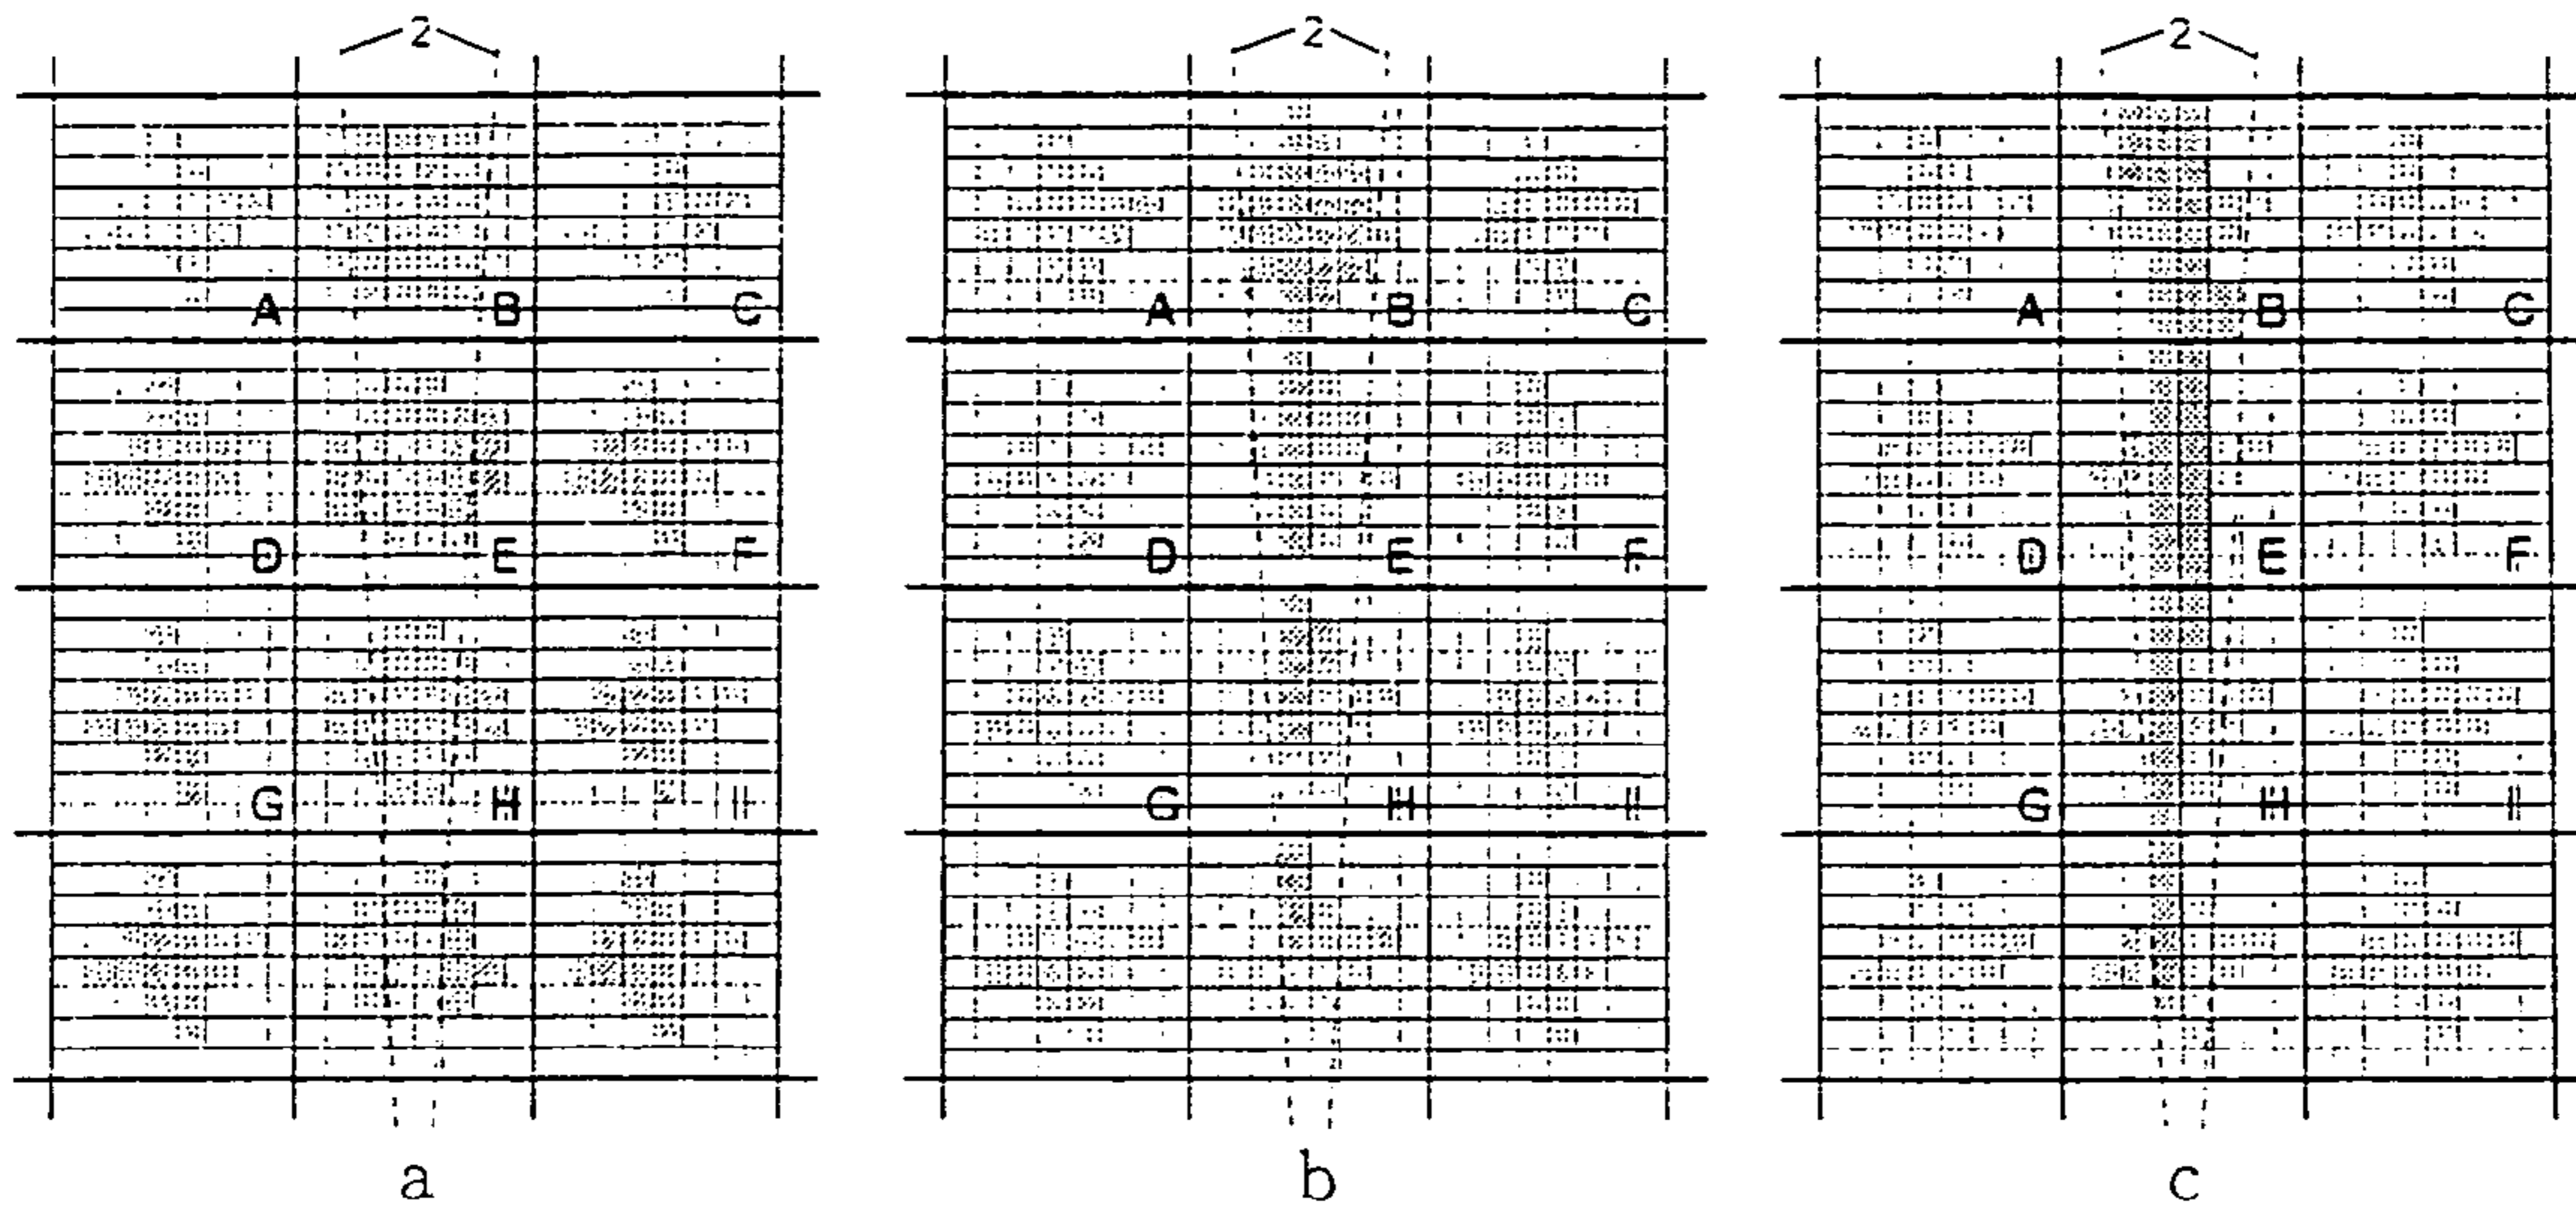 2 2 2
A B C A B C A B C
D E F D E F D E F
G H I G H I G H I
a b c